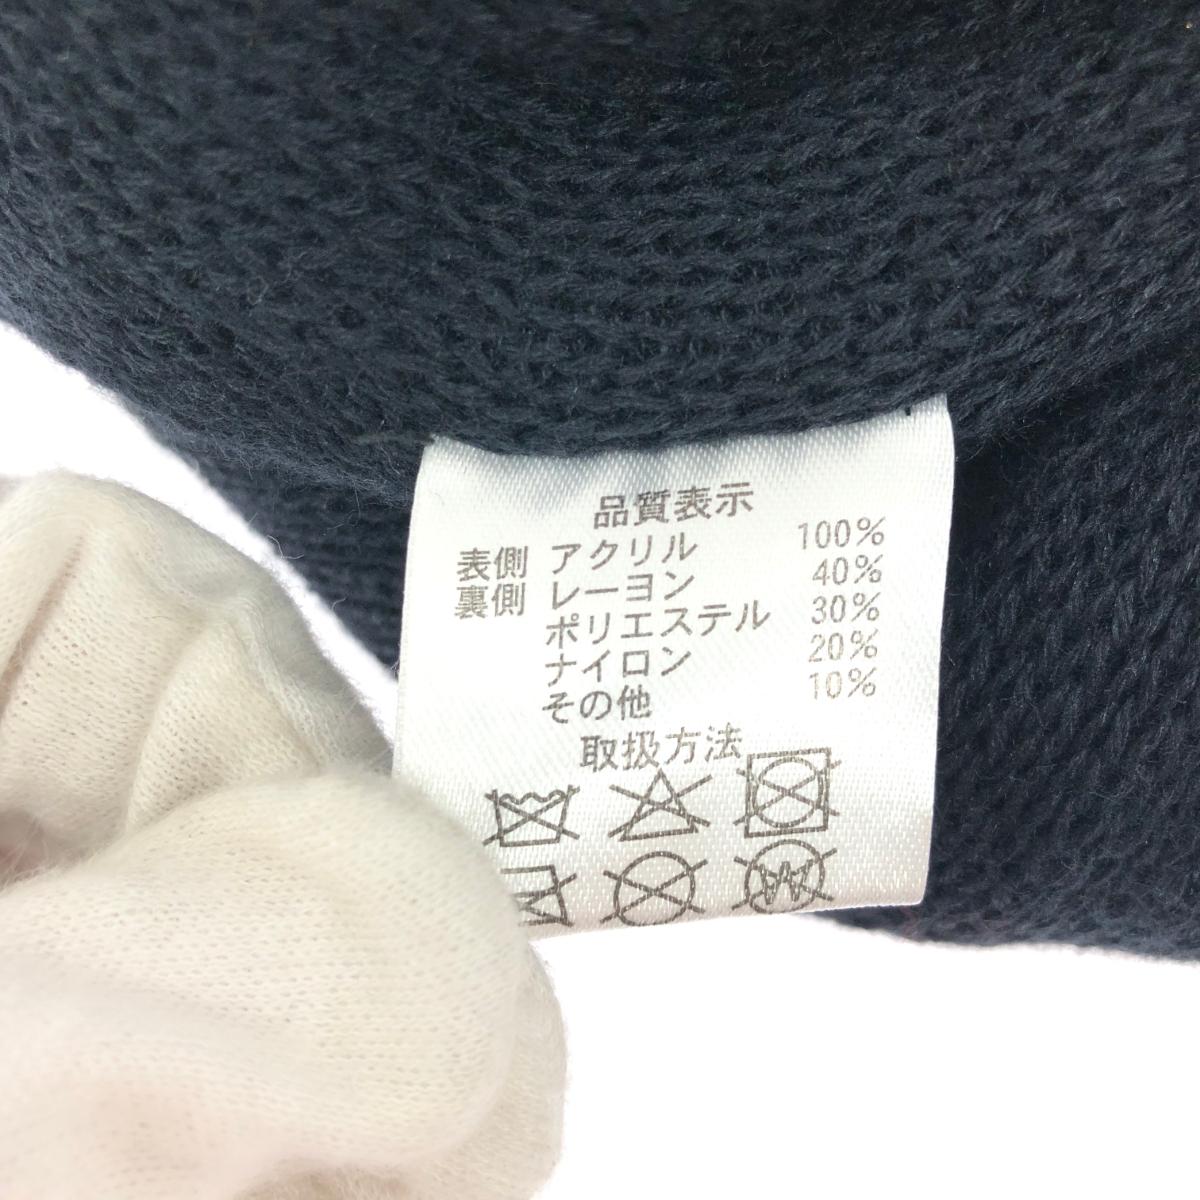 品質表示
表側 アクリル 100%
裏側 レーヨン 40%
ポリエステル 30%
ナイロン 20%
その他 10%
取扱方法
W